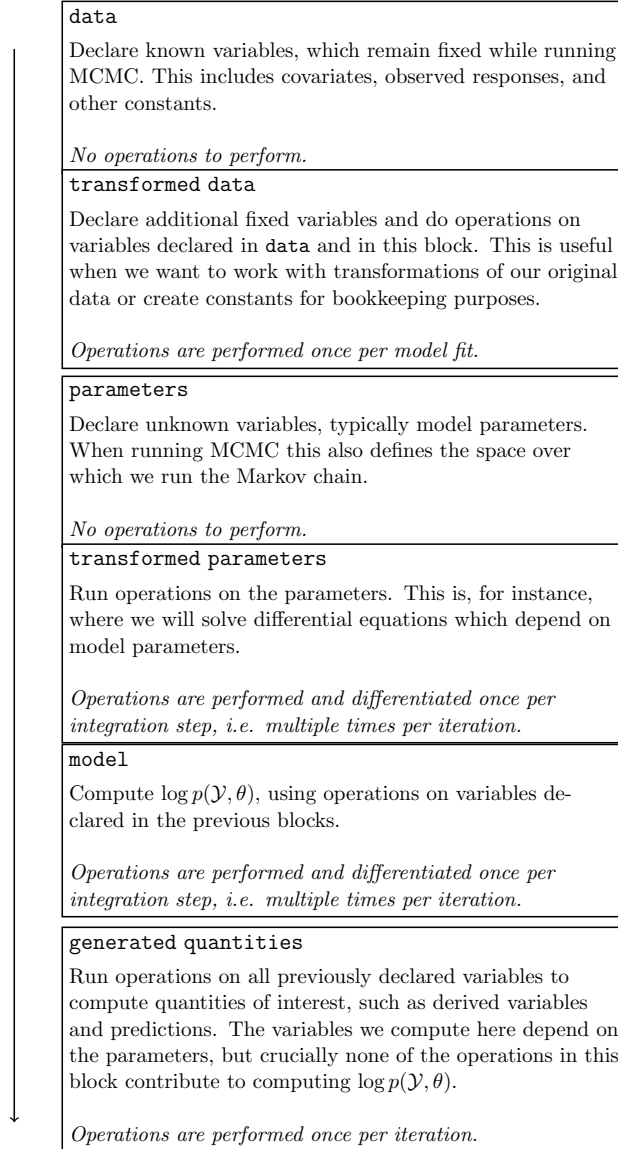 data
Declare known variables, which remain fixed while running
MCMC. This includes covariates, observed responses, and
other constants.
No operations to perform.
transformed data
Declare additional fixed variables and do operations on
variables declared in data and in this block. This is useful
when we want to work with transformations of our original
data or create constants for bookkeeping purposes.
Operations are performed once per model fit.
parameters
Declare unknown variables, typically model parameters.
When running MCMC this also defines the space over
which we run the Markov chain.
No operations to perform.
transformed parameters
Run operations on the parameters. This is, for instance,
where we will solve differential equations which depend on
model parameters.
Operations are performed and differentiated once per
integration step, i.e. multiple times per iteration.
model
Compute log p(𝒴, θ), using operations on variables de-
clared in the previous blocks.
Operations are performed and differentiated once per
integration step, i.e. multiple times per iteration.
generated quantities
Run operations on all previously declared variables to
compute quantities of interest, such as derived variables
and predictions. The variables we compute here depend on
the parameters, but crucially none of the operations in this
block contribute to computing log p(𝒴, θ).
Operations are performed once per iteration.